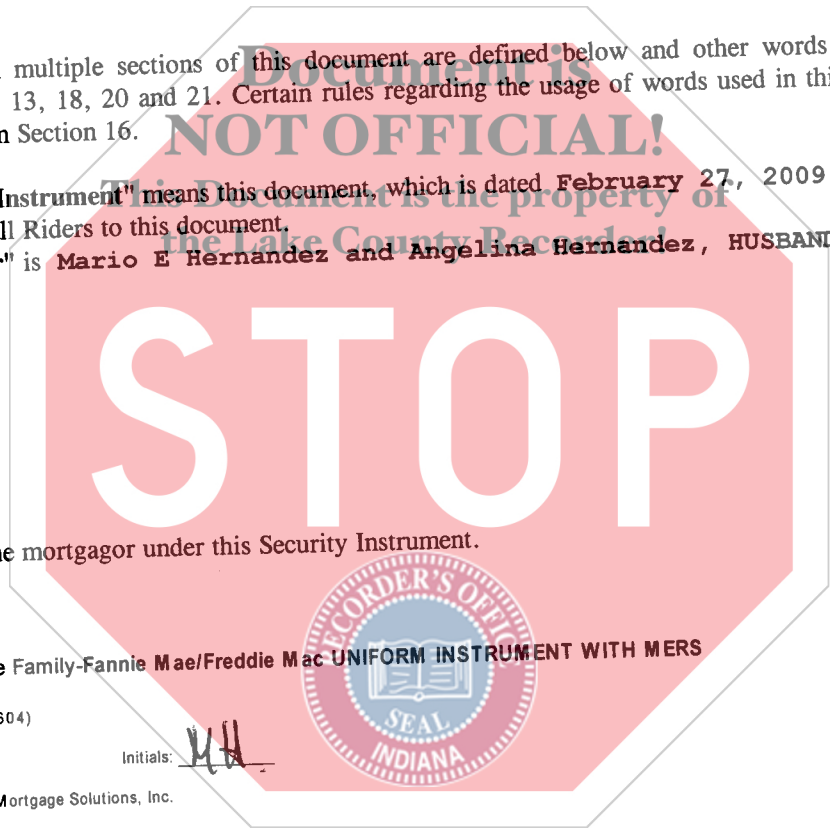 multiple sections of this document are defined below and other words
13, 18, 20 and 21. Certain rules regarding the usage of words used in thi
n Section 16.
Instrument" means this document, which is dated February 27, 2009
ll Riders to this document.
" is Mario E Hernandez and Angelina Hernandez, HUSBAND
Document is
NOT OFFICIAL!
This Document is the property of
the Lake County Recorder!
STOP
e mortgagor under this Security Instrument.
RECORDER'S OFFICE
SEAL
INDIANA
e Family-Fannie Mae/Freddie Mac UNIFORM INSTRUMENT WITH MERS
604)
Initials: MH
Mortgage Solutions, Inc.